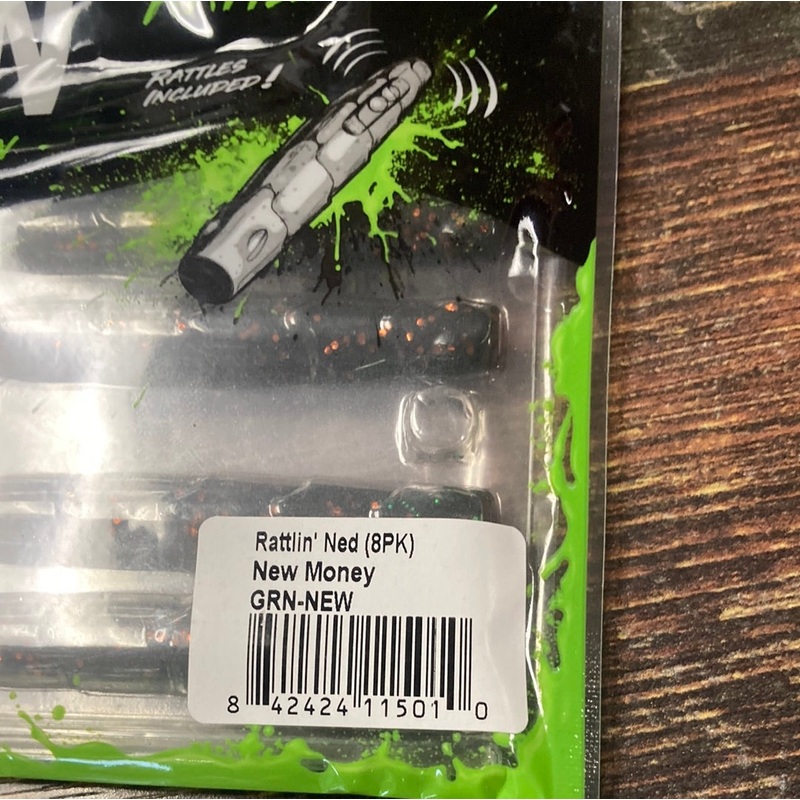 RATTLES
INCLUDED!
Rattlin' Ned (8PK)
New Money
GRN-NEW
8 42424 11501 0